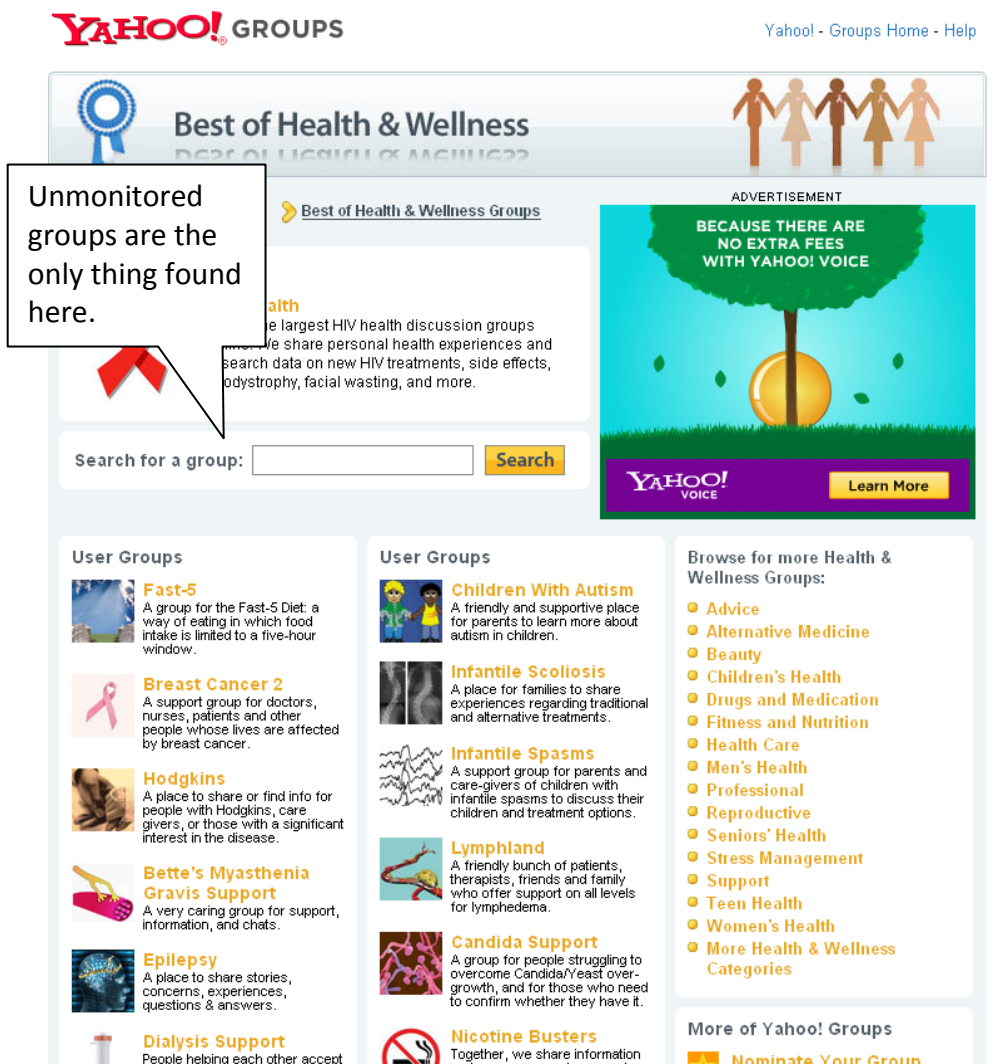 YAHOO! GROUPS
Yahoo! - Groups Home - Help
Best of Health & Wellness
Unmonitored
groups are the
only thing found
here.
Best of Health & Wellness Groups
alth
e largest HIV health discussion groups
We share personal health experiences and
search data on new HIV treatments, side effects,
odystrophy, facial wasting, and more.
Search for a group:
Search
ADVERTISEMENT
BECAUSE THERE ARE
NO EXTRA FEES
WITH YAHOO! VOICE
YAHOO!
VOICE
Learn More
User Groups
Fast-5
A group for the Fast-5 Diet: a
way of eating in which food
intake is limited to a five-hour
window.
Breast Cancer 2
A support group for doctors,
nurses, patients and other
people whose lives are affected
by breast cancer.
Hodgkins
A place to share or find info for
people with Hodgkins, care
givers, or those with a significant
interest in the disease.
Bette's Myasthenia
Gravis Support
A very caring group for support,
information, and chats.
Epilepsy
A place to share stories,
concerns, experiences,
questions & answers.
Dialysis Support
People helping each other accept
User Groups
Children With Autism
A friendly and supportive place
for parents to learn more about
autism in children.
Infantile Scoliosis
A place for families to share
experiences regarding traditional
and alternative treatments.
Infantile Spasms
A support group for parents and
care-givers of children with
infantile spasms to discuss their
children and treatment options.
Lymphland
A friendly bunch of patients,
therapists, friends and family
who offer support on all levels
for lymphedema.
Candida Support
A group for people struggling to
overcome Candida/Yeast over-
growth, and for those who need
to confirm whether they have it.
Nicotine Busters
Together, we share information
Browse for more Health &
Wellness Groups:
Advice
Alternative Medicine
Beauty
Children's Health
Drugs and Medication
Fitness and Nutrition
Health Care
Men's Health
Professional
Reproductive
Seniors' Health
Stress Management
Support
Teen Health
Women's Health
More Health & Wellness
Categories
More of Yahoo! Groups
Nominate Your Group